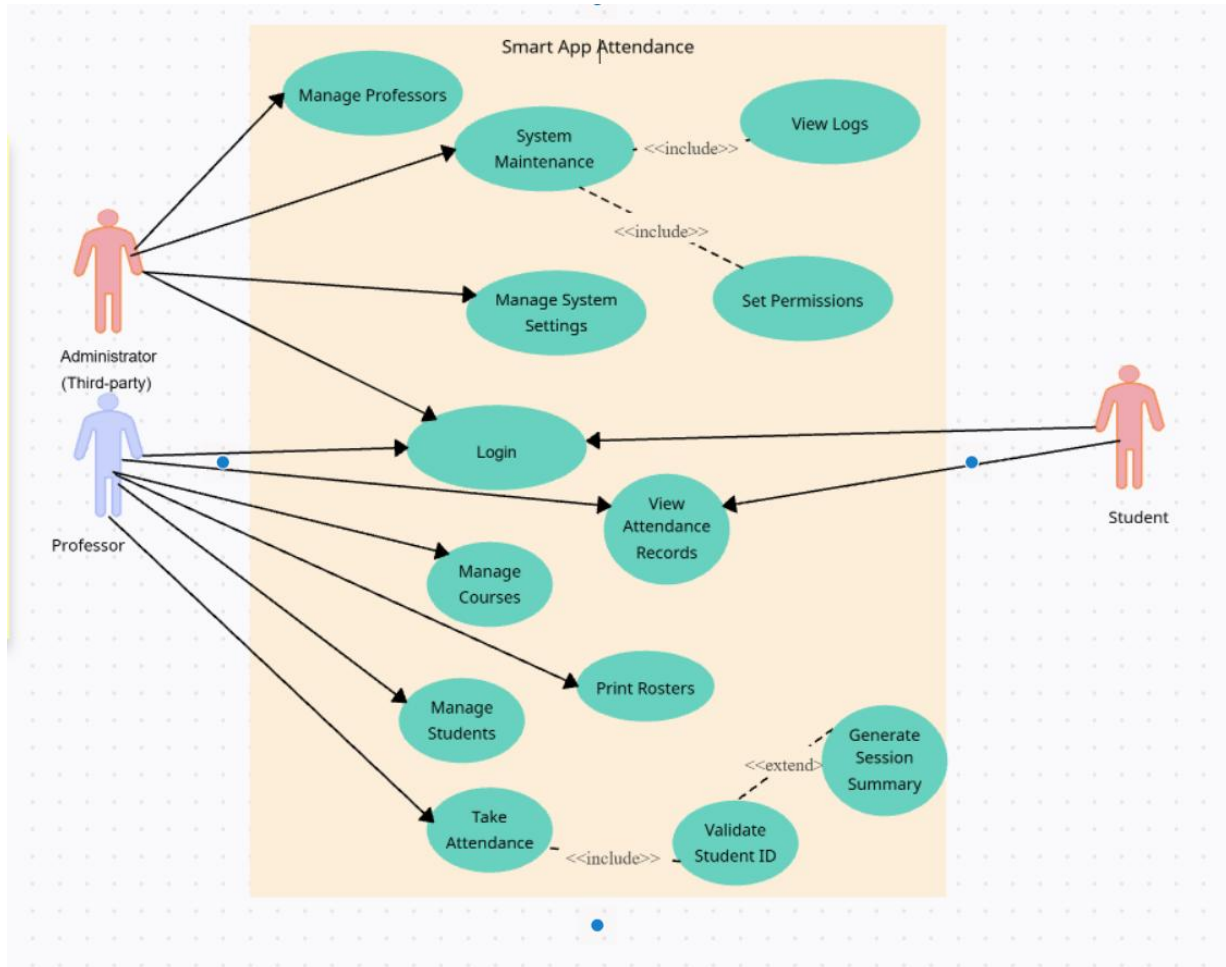 Smart App Attendance
Manage Professors
System
Maintenance
<<include>>
View Logs
<<include>>
Set Permissions
Manage System
Settings
Administrator
(Third-party)
Login
View
Attendance
Records
Student
Professor
Manage
Courses
Print Rosters
Manage
Students
Generate
Session
Summary
<<extend>
Take
Attendance
<<include>>
Validate
Student ID